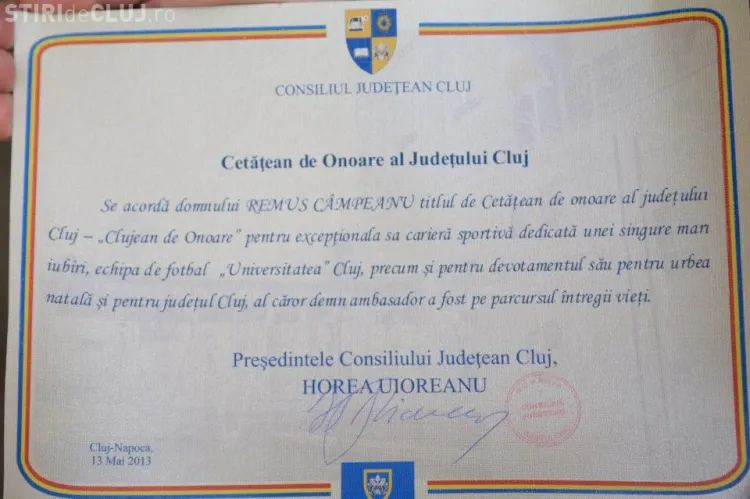 STIRIdeCLUJ.ro
CONSILIUL JUDEȚEAN CLUJ
Cetățean de Onoare al Județului Cluj
Se acordă domnului REMUS CÂMPEANU titlul de Cetățean de onoare al județului
Cluj – „Clujean de Onoare” pentru excepționala sa carieră sportivă dedicată unei singure mari
iubiri, echipa de fotbal „Universitatea” Cluj, precum și pentru devotamentul său pentru urbea
natală și pentru județul Cluj, al căror demn ambasador a fost pe parcursul întregii vieți.
Președintele Consiliului Județean Cluj,
HOREA UIOREANU
CONSILIUL
JUDEȚEAN
Cluj-Napoca,
13 Mai 2013